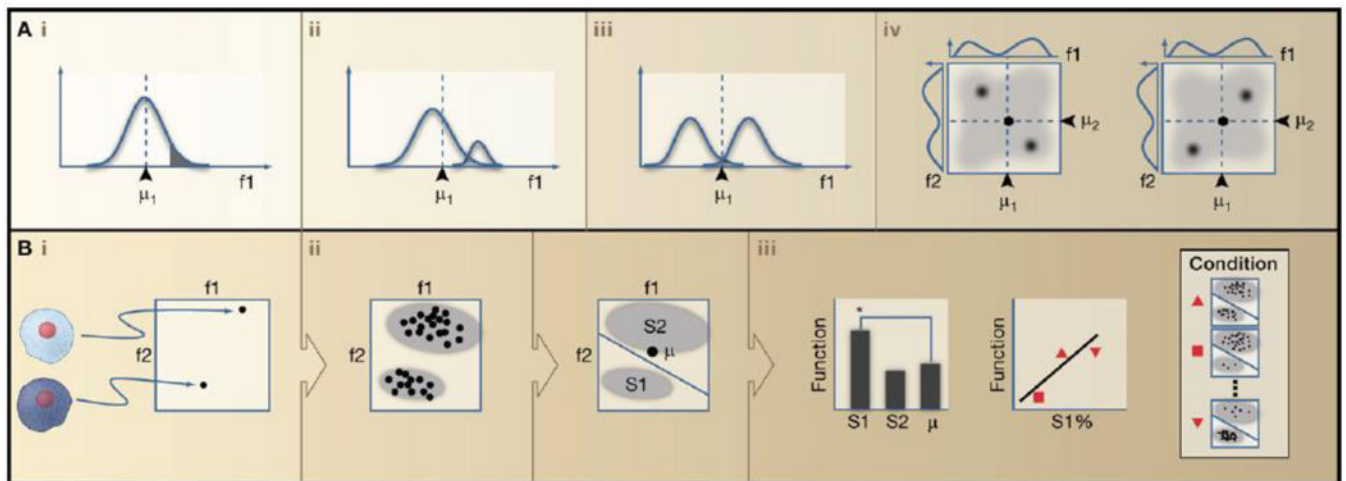 A i
ii
iii
iv
f1
μ1
f1
μ1
f1
μ1
f1
μ2
f2
μ1
f1
μ2
f2
μ1
B i
f1
f2
ii
f1
f2
f1
f2
S2
μ
S1
iii
Function
*
S1 S2 μ
Function
S1%
Condition